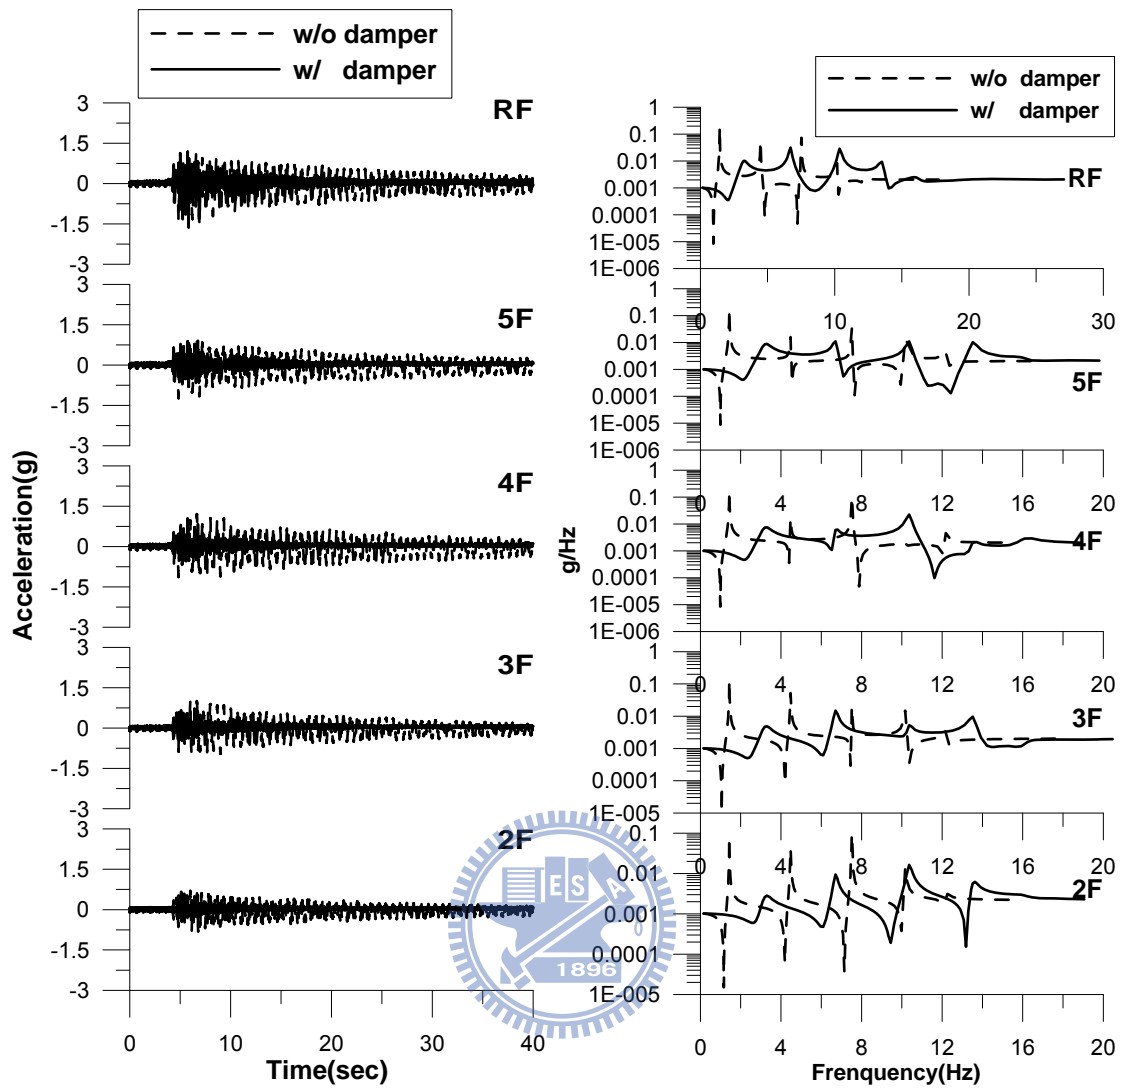 w/o damper
w/ damper
Acceleration(g)
RF
3
1.5
0
-1.5
-3
5F
3
1.5
0
-1.5
-3
4F
3
1.5
0
-1.5
-3
3F
3
1.5
0
-1.5
-3
2F
3
1.5
0
-1.5
-3
0 10 20 30 40
Time(sec)
w/o damper
w/ damper
g/Hz
1
0.1
0.01
0.001
0.0001
1E-005
1E-006
RF
0 10 20 30
1
0.1
0.01
0.001
0.0001
1E-005
1E-006
5F
0 4 8 12 16 20
1
0.1
0.01
0.001
0.0001
1E-005
1E-006
4F
0 4 8 12 16 20
1
0.1
0.01
0.001
0.0001
1E-005
3F
0 4 8 12 16 20
0.1
0.01
0.001
0.0001
1E-005
2F
0 4 8 12 16 20
Frenquency(Hz)
E S A
1896